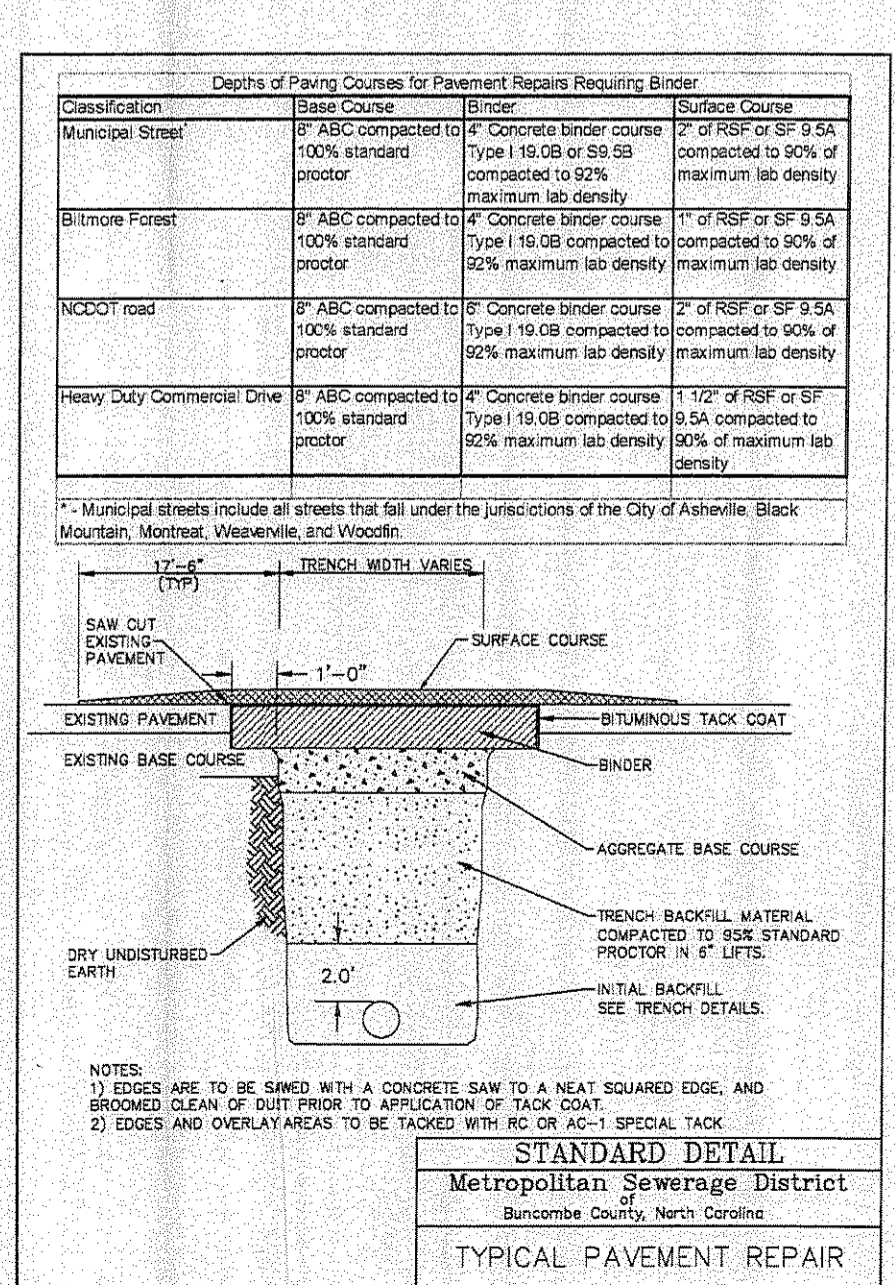 Depths of Paving Courses for Pavement Repairs Requiring Binder
Classification Base Course Binder Surface Course
Municipal Street* 8" ABC compacted to 4" Concrete binder course 2" of RSF or SF 9.5A
100% standard Type I 19.0B or S9.5B compacted to 90% of
proctor compacted to 92% maximum lab density
maximum lab density
Biltmore Forest 8" ABC compacted to 4" Concrete binder course 1" of RSF or SF 9.5A
100% standard Type I 19.0B compacted to compacted to 90% of
proctor 92% maximum lab density maximum lab density
NCDOT road 8" ABC compacted to 6" Concrete binder course 2" of RSF or SF 9.5A
100% standard Type I 19.0B compacted to compacted to 90% of
proctor 92% maximum lab density maximum lab density
Heavy Duty Commercial Drive 8" ABC compacted to 4" Concrete binder course 1 1/2" of RSF or SF
100% standard Type I 19.0B compacted to 9.5A compacted to
proctor 92% maximum lab density 90% of maximum lab
density
* - Municipal streets include all streets that fall under the jurisdictions of the City of Asheville, Black
Mountain, Montreat, Weaverville, and Woodfin.
17'-6" TRENCH WIDTH VARIES
(TYP)
SAW CUT
EXISTING
PAVEMENT
SURFACE COURSE
1'-0"
EXISTING PAVEMENT
BITUMINOUS TACK COAT
EXISTING BASE COURSE
BINDER
AGGREGATE BASE COURSE
TRENCH BACKFILL MATERIAL
COMPACTED TO 95% STANDARD
PROCTOR IN 6" LIFTS.
DRY UNDISTURBED
EARTH
2.0'
INITIAL BACKFILL
SEE TRENCH DETAILS.
NOTES:
1) EDGES ARE TO BE SAWED WITH A CONCRETE SAW TO A NEAT SQUARED EDGE, AND
BROOMED CLEAN OF DUIT PRIOR TO APPLICATION OF TACK COAT.
2) EDGES AND OVERLAY AREAS TO BE TACKED WITH RC OR AC-1 SPECIAL TACK
STANDARD DETAIL
Metropolitan Sewerage District
of
Buncombe County, North Carolina
TYPICAL PAVEMENT REPAIR